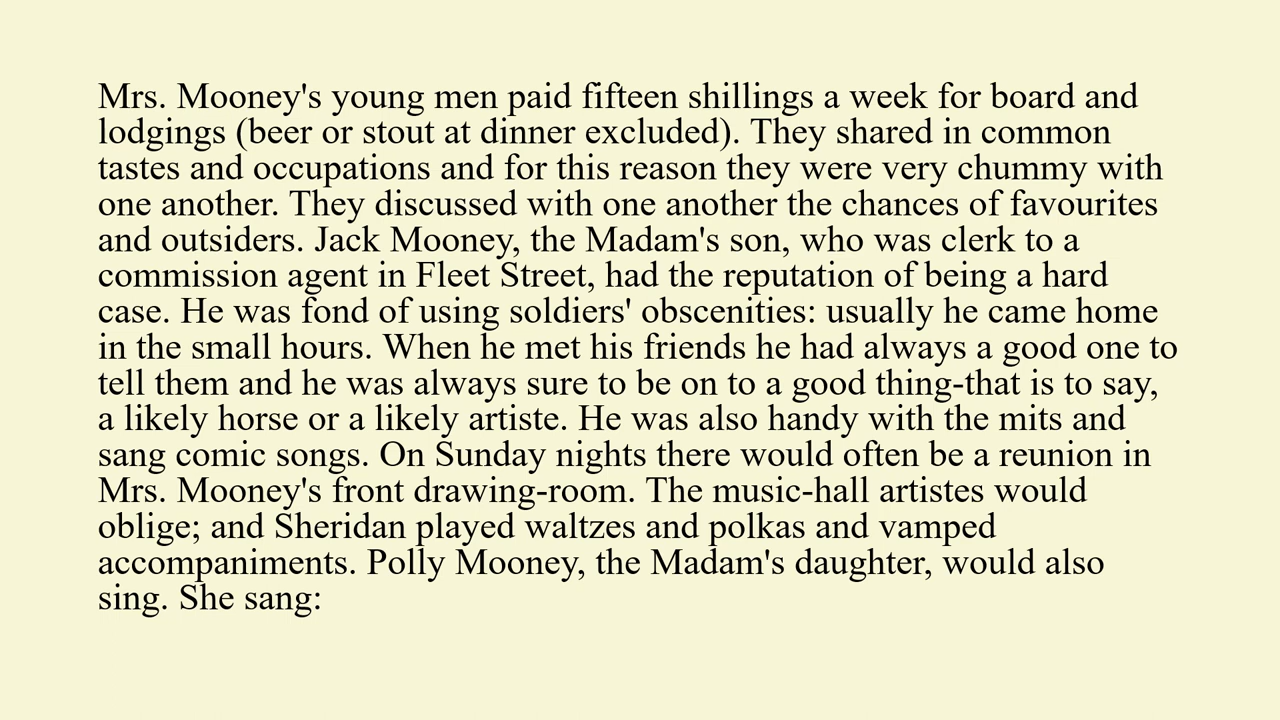 Mrs. Mooney's young men paid fifteen shillings a week for board and
lodgings (beer or stout at dinner excluded). They shared in common
tastes and occupations and for this reason they were very chummy with
one another. They discussed with one another the chances of favourites
and outsiders. Jack Mooney, the Madam's son, who was clerk to a
commission agent in Fleet Street, had the reputation of being a hard
case. He was fond of using soldiers' obscenities: usually he came home
in the small hours. When he met his friends he had always a good one to
tell them and he was always sure to be on to a good thing-that is to say,
a likely horse or a likely artiste. He was also handy with the mits and
sang comic songs. On Sunday nights there would often be a reunion in
Mrs. Mooney's front drawing-room. The music-hall artistes would
oblige; and Sheridan played waltzes and polkas and vamped
accompaniments. Polly Mooney, the Madam's daughter, would also
sing. She sang: